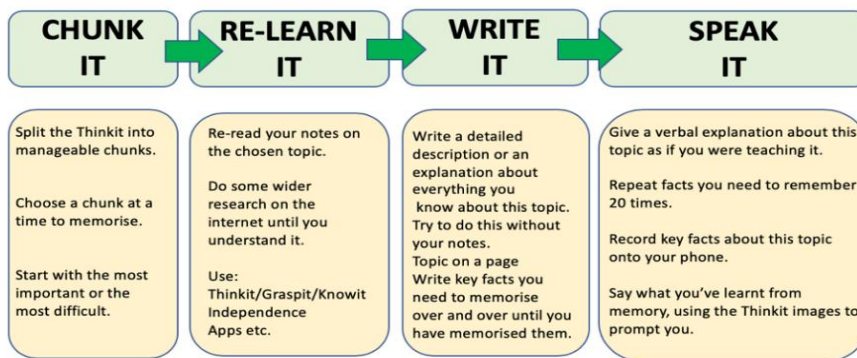 CHUNK
IT
RE-LEARN
IT
WRITE
IT
SPEAK
IT
Split the Thinkit into
manageable chunks.
Choose a chunk at a
time to memorise.
Start with the most
important or the
most difficult.
Re-read your notes on
the chosen topic.
Do some wider
research on the
internet until you
understand it.
Use:
Thinkit/Graspit/Knowit
Independence
Apps etc.
Write a detailed
description or an
explanation about
everything you
know about this topic.
Try to do this without
your notes.
Topic on a page
Write key facts you
need to memorise
over and over until you
have memorised them.
Give a verbal explanation about this
topic as if you were teaching it.
Repeat facts you need to remember
20 times.
Record key facts about this topic
onto your phone.
Say what you've learnt from
memory, using the Thinkit images to
prompt you.